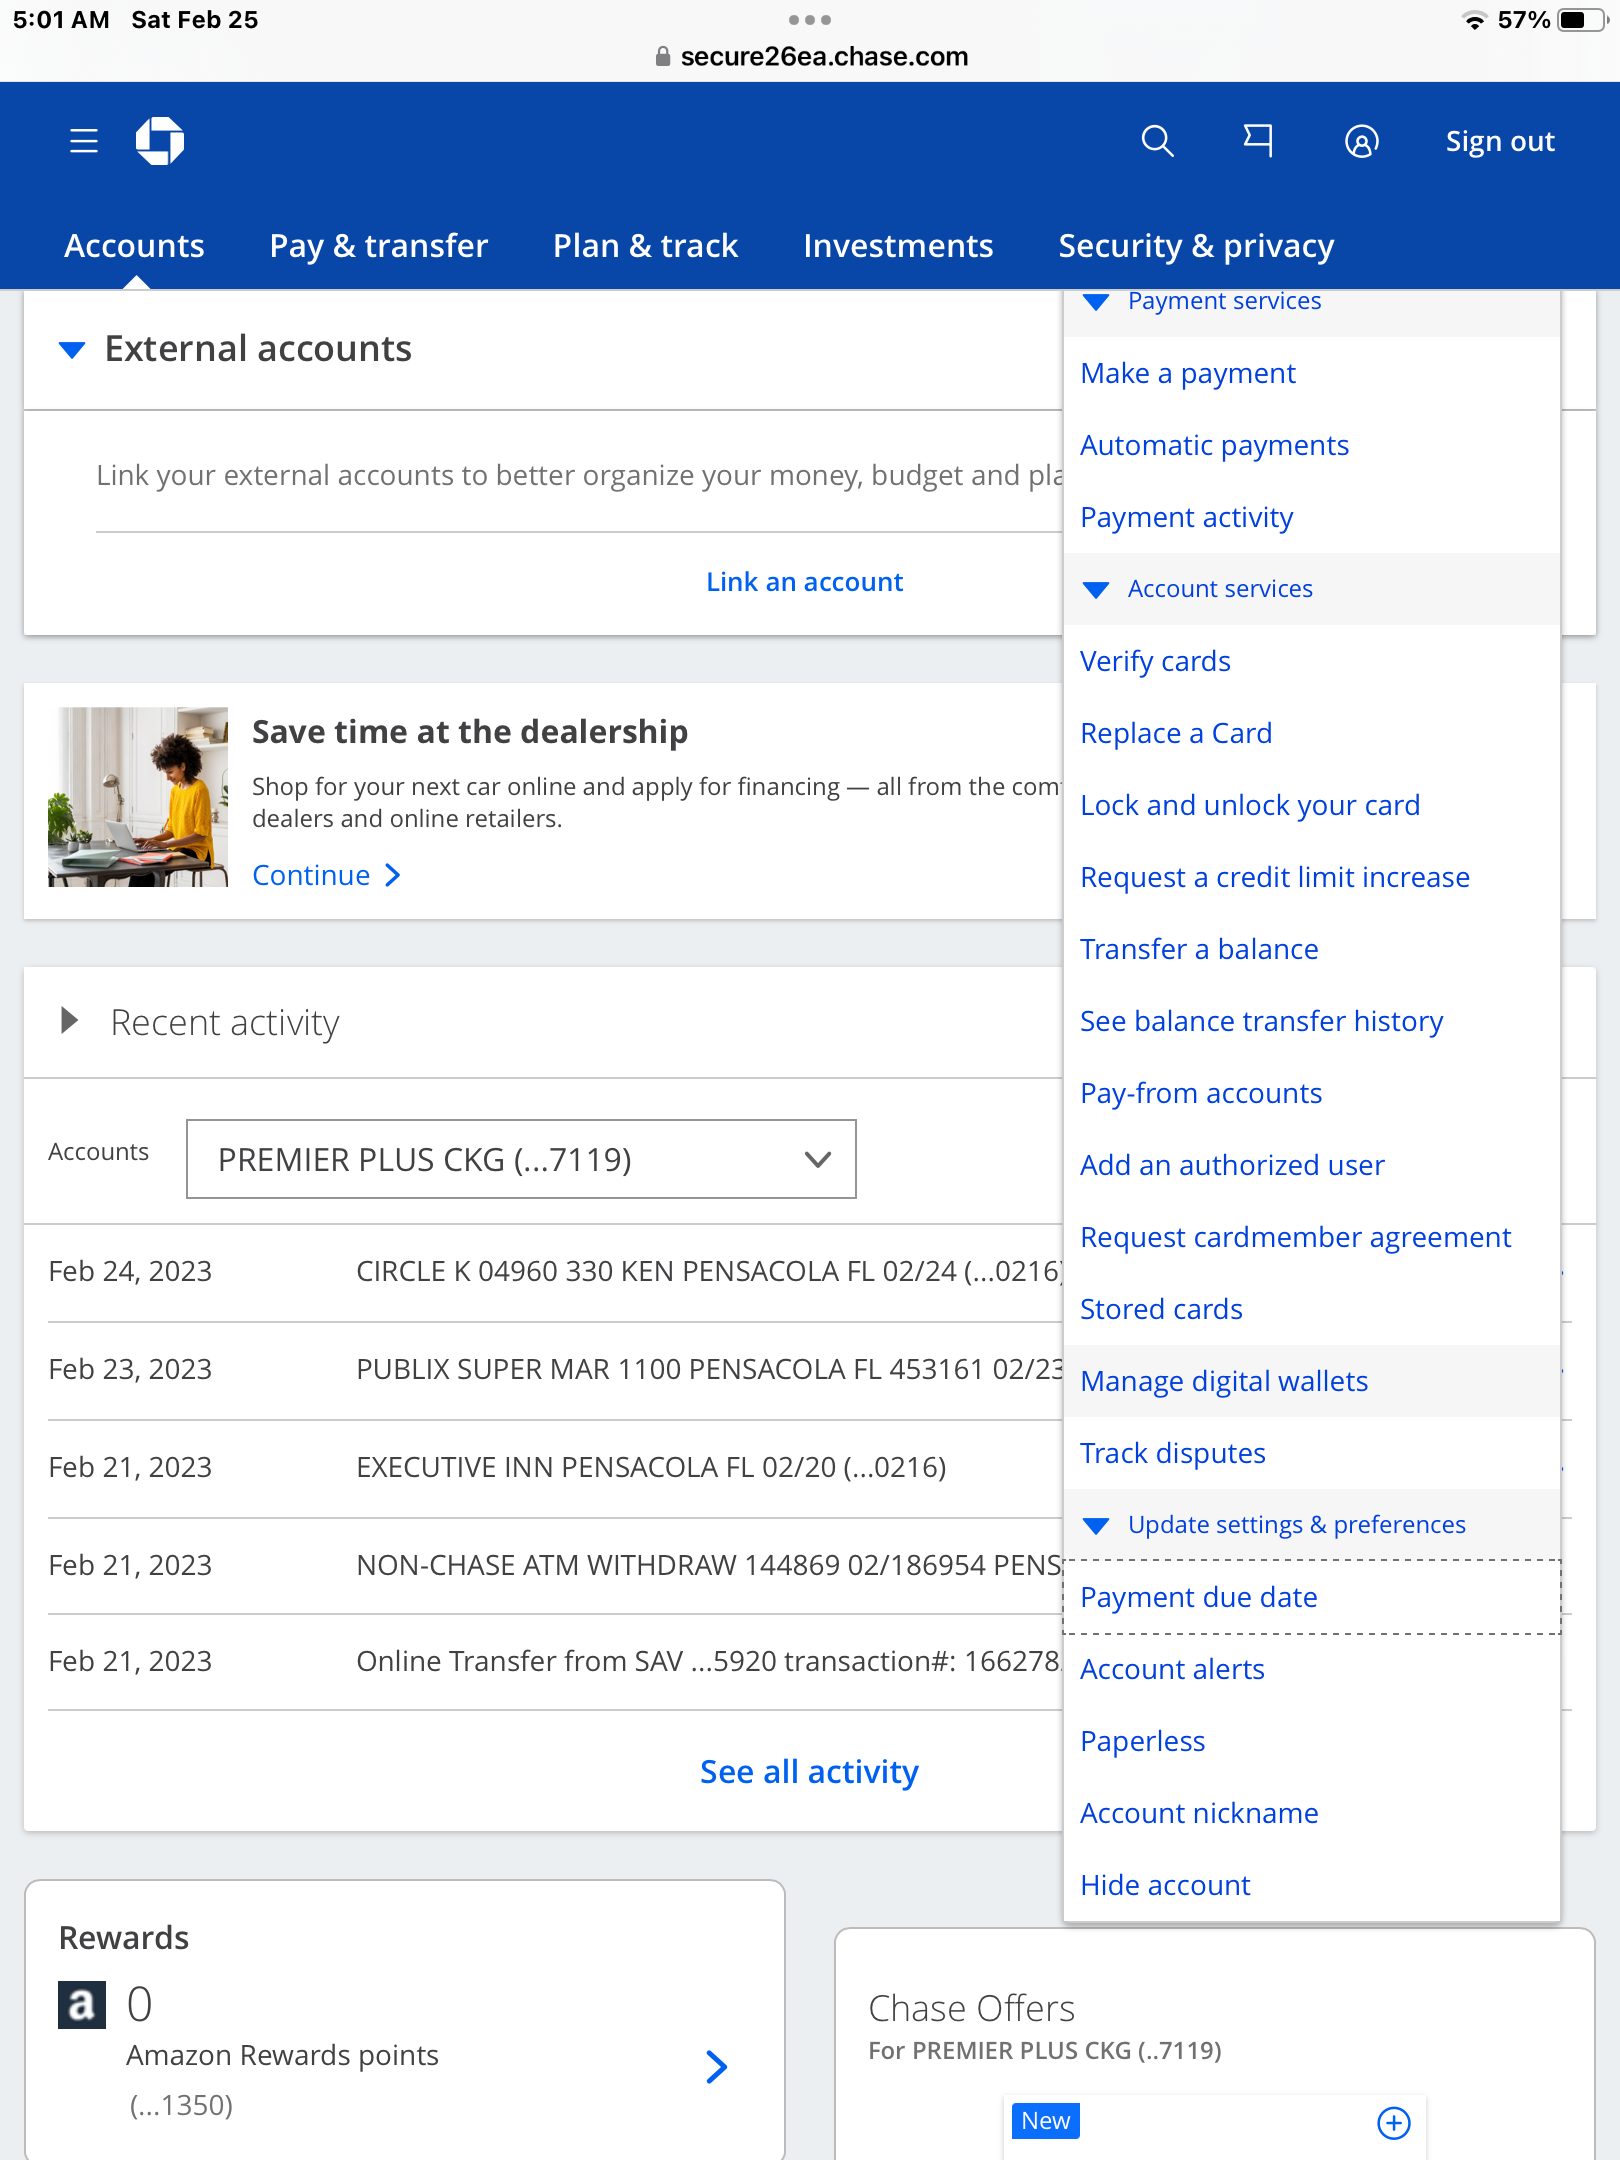 5:01 AM Sat Feb 25
57%
secure26ea.chase.com
Sign out
Accounts Pay & transfer Plan & track Investments Security & privacy
External accounts
Link your external accounts to better organize your money, budget and pla
Link an account
Save time at the dealership
Shop for your next car online and apply for financing — all from the com
dealers and online retailers.
Continue
Recent activity
Accounts PREMIER PLUS CKG (...7119)
Feb 24, 2023 CIRCLE K 04960 330 KEN PENSACOLA FL 02/24 (...0216)
Feb 23, 2023 PUBLIX SUPER MAR 1100 PENSACOLA FL 453161 02/23
Feb 21, 2023 EXECUTIVE INN PENSACOLA FL 02/20 (...0216)
Feb 21, 2023 NON-CHASE ATM WITHDRAW 144869 02/186954 PENS
Feb 21, 2023 Online Transfer from SAV ...5920 transaction#: 166278
See all activity
Payment services
Make a payment
Automatic payments
Payment activity
Account services
Verify cards
Replace a Card
Lock and unlock your card
Request a credit limit increase
Transfer a balance
See balance transfer history
Pay-from accounts
Add an authorized user
Request cardmember agreement
Stored cards
Manage digital wallets
Track disputes
Update settings & preferences
Payment due date
Account alerts
Paperless
Account nickname
Hide account
Rewards
a 0
Amazon Rewards points
(...1350)
Chase Offers
For PREMIER PLUS CKG (..7119)
New